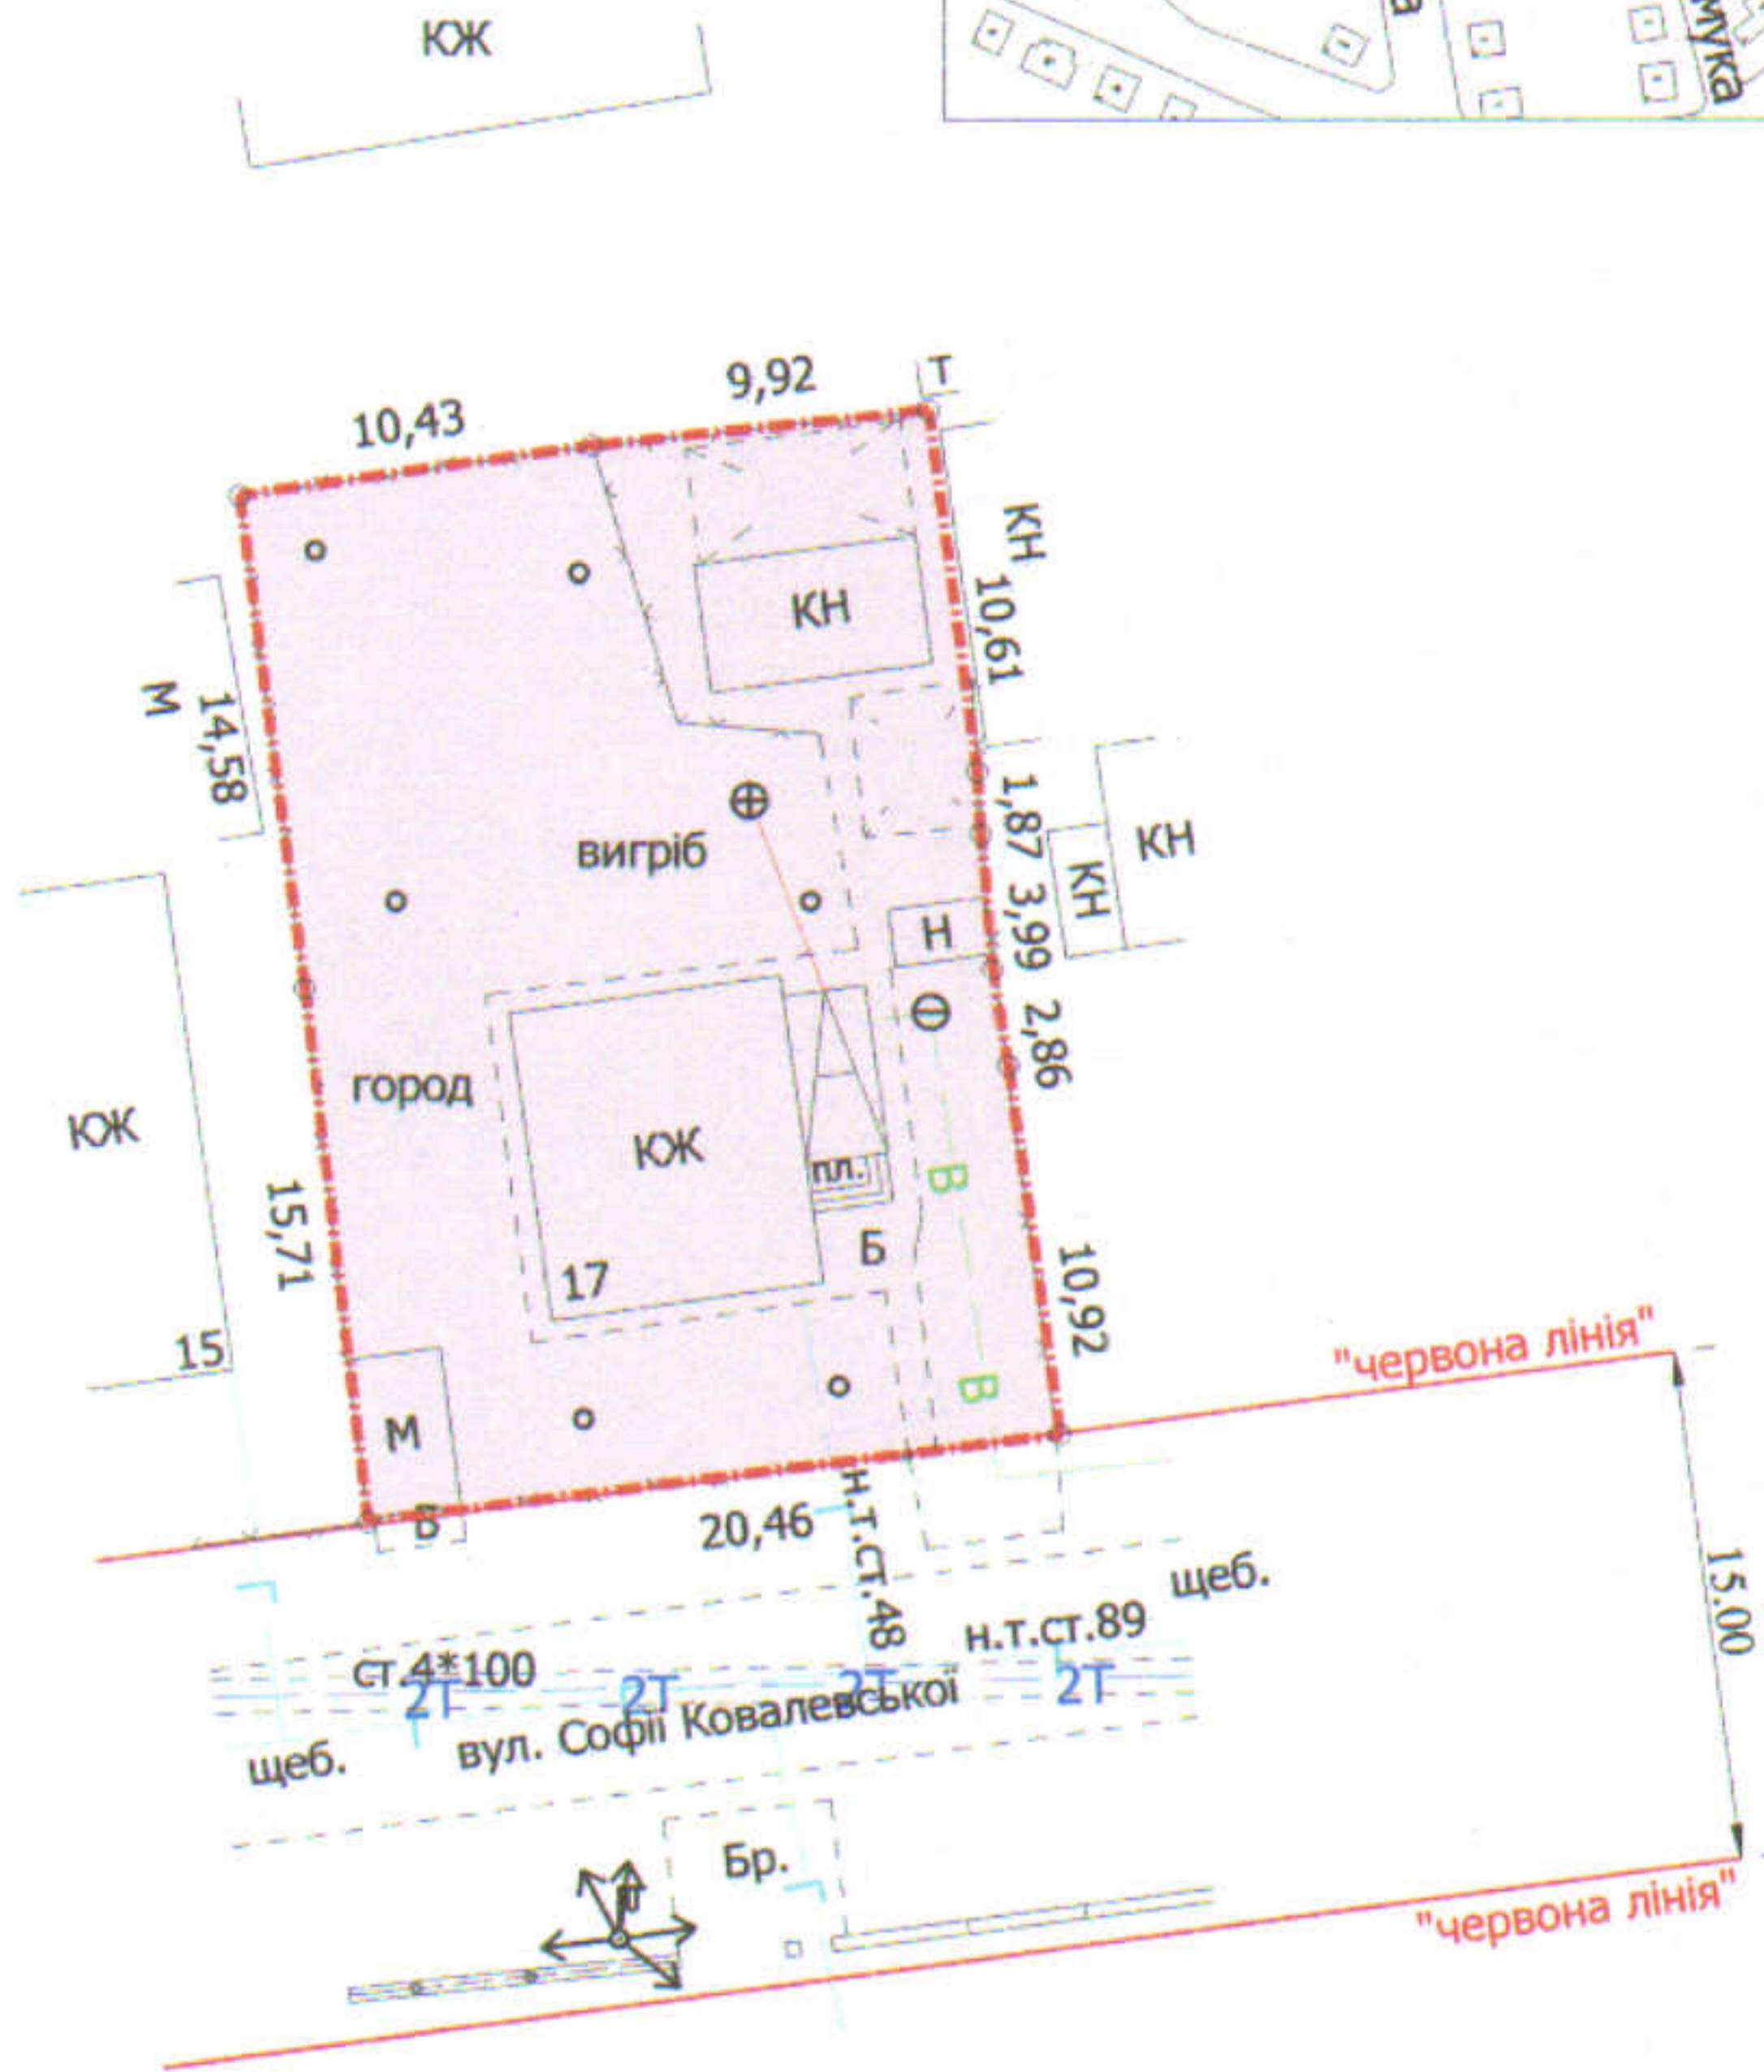 КЖ
а
мука
9,92
Т
10,43
КН
КН
10,61
М
14,58
1,87
КН
вигріб
КН
3,99
Н
2,86
город
КЖ
КЖ
пл.
В
15,71
Б
17
10,92
15
"червона лінія"
В
М
Б
20,46
н.т.ст.48
щеб.
15.00
н.т.ст.89
ст.4*100
2Т 2Т 2Т 2Т
вул. Софії Ковалевської
щеб.
Бр.
"червона лінія"